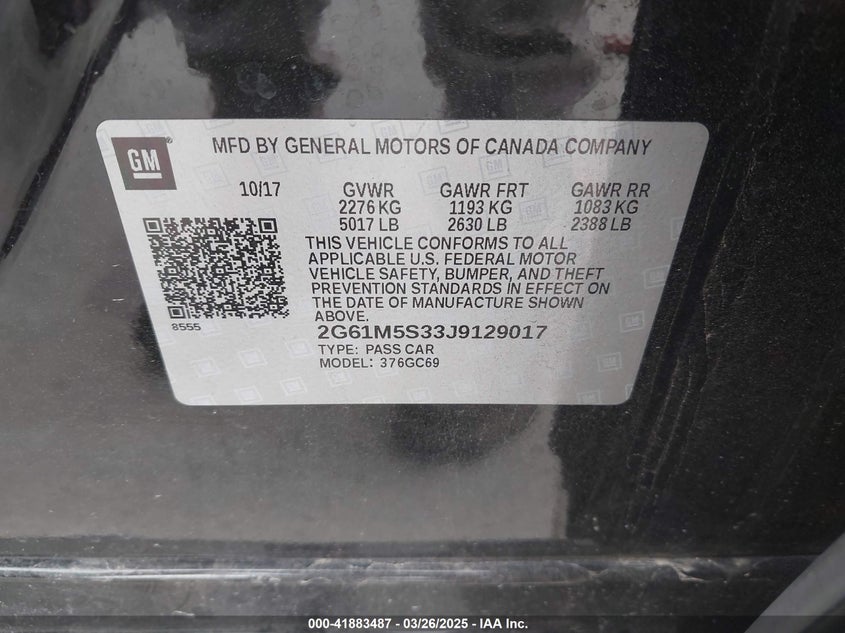 GM
MFD BY GENERAL MOTORS OF CANADA COMPANY
10/17 GVWR GAWR FRT GAWR RR
2276 KG 1193 KG 1083 KG
5017 LB 2630 LB 2388 LB
THIS VEHICLE CONFORMS TO ALL
APPLICABLE U.S. FEDERAL MOTOR
VEHICLE SAFETY, BUMPER, AND THEFT
PREVENTION STANDARDS IN EFFECT ON
THE DATE OF MANUFACTURE SHOWN
ABOVE.
8555
2G61M5S33J9129017
TYPE: PASS CAR
MODEL: 376GC69
000-41883487 - 03/26/2025 - IAA Inc.